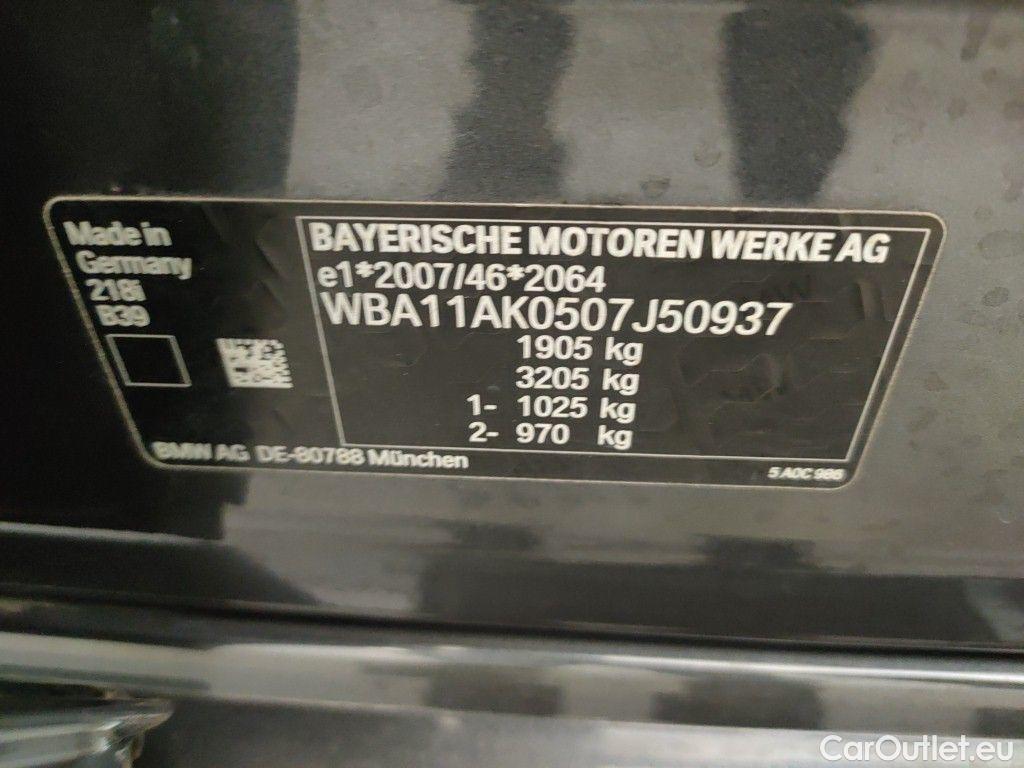 Made in
Germany
218i
B39
BAYERISCHE MOTOREN WERKE AG
e1*2007/46*2064
WBA11AK0507J50937
1905 kg
3205 kg
1- 1025 kg
2- 970 kg
BMW AG DE-80788 München
5 A0C 986
CarOutlet.eu